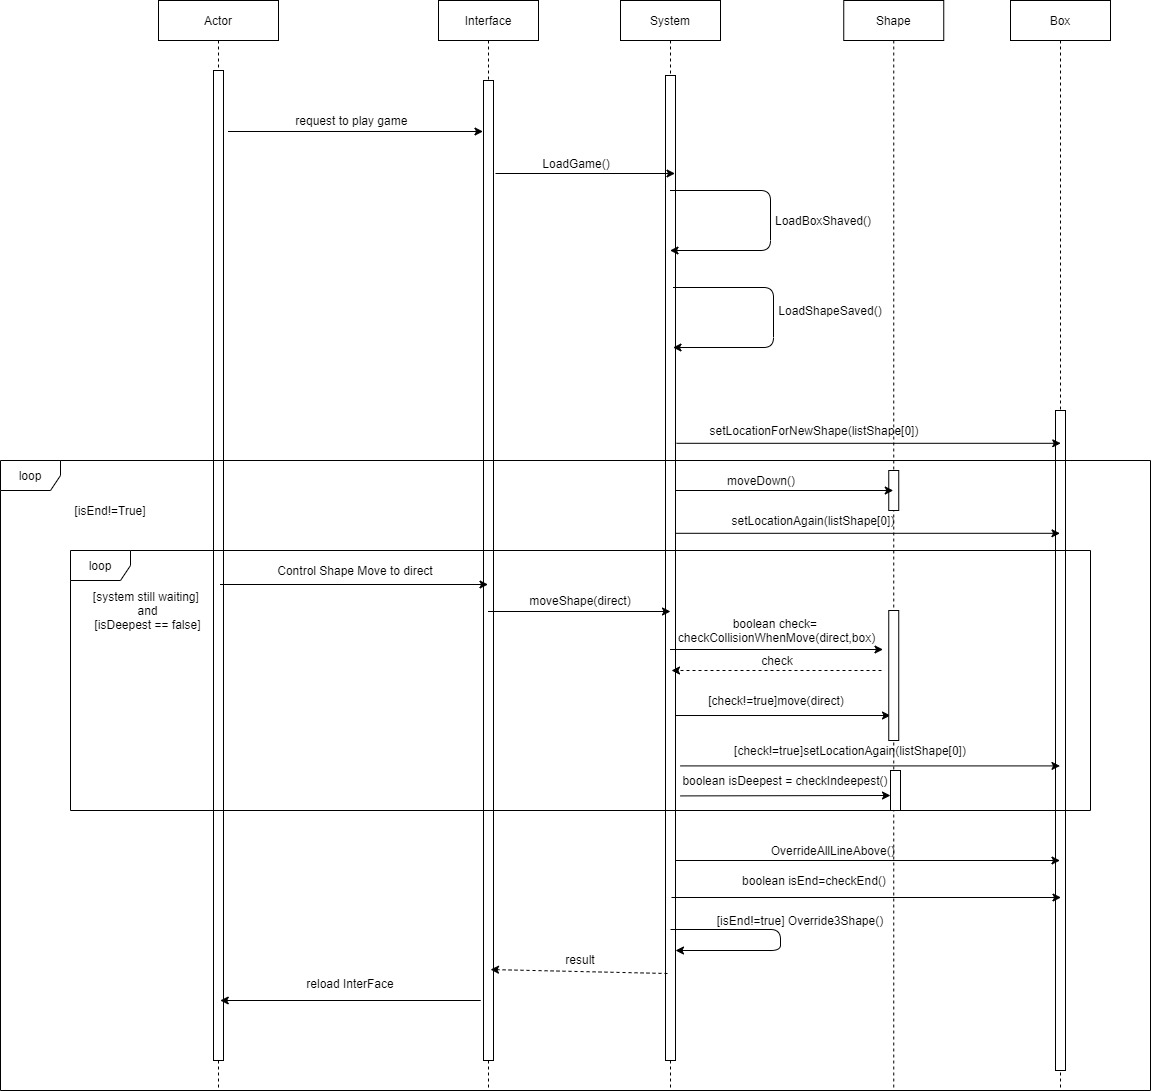 Actor
Interface
System
Shape
Box
request to play game
LoadGame()
LoadBoxShaved()
LoadShapeSaved()
setLocationForNewShape(listShape[0])
loop
moveDown()
[isEnd!=True]
setLocationAgain(listShape[0])
loop
Control Shape Move to direct
[system still waiting]
and
[isDeepest == false]
moveShape(direct)
boolean check=
checkCollisionWhenMove(direct,box)
check
[check!=true]move(direct)
[check!=true]setLocationAgain(listShape[0])
boolean isDeepest = checkIndeepest()
OverrideAllLineAbove()
boolean isEnd=checkEnd()
[isEnd!=true] Override3Shape()
result
reload InterFace